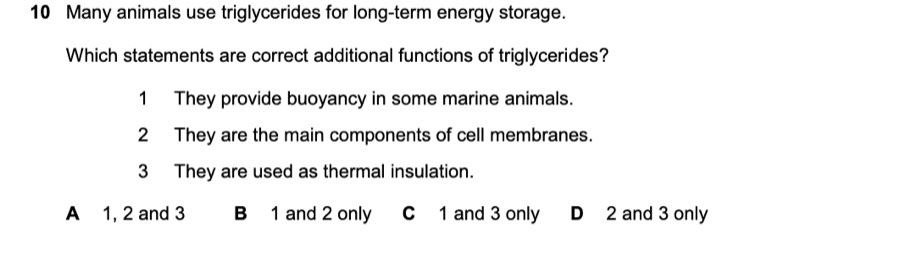 10 Many animals use triglycerides for long-term energy storage.
Which statements are correct additional functions of triglycerides?
1 They provide buoyancy in some marine animals.
2 They are the main components of cell membranes.
3 They are used as thermal insulation.
A 1, 2 and 3 B 1 and 2 only C 1 and 3 only D 2 and 3 only